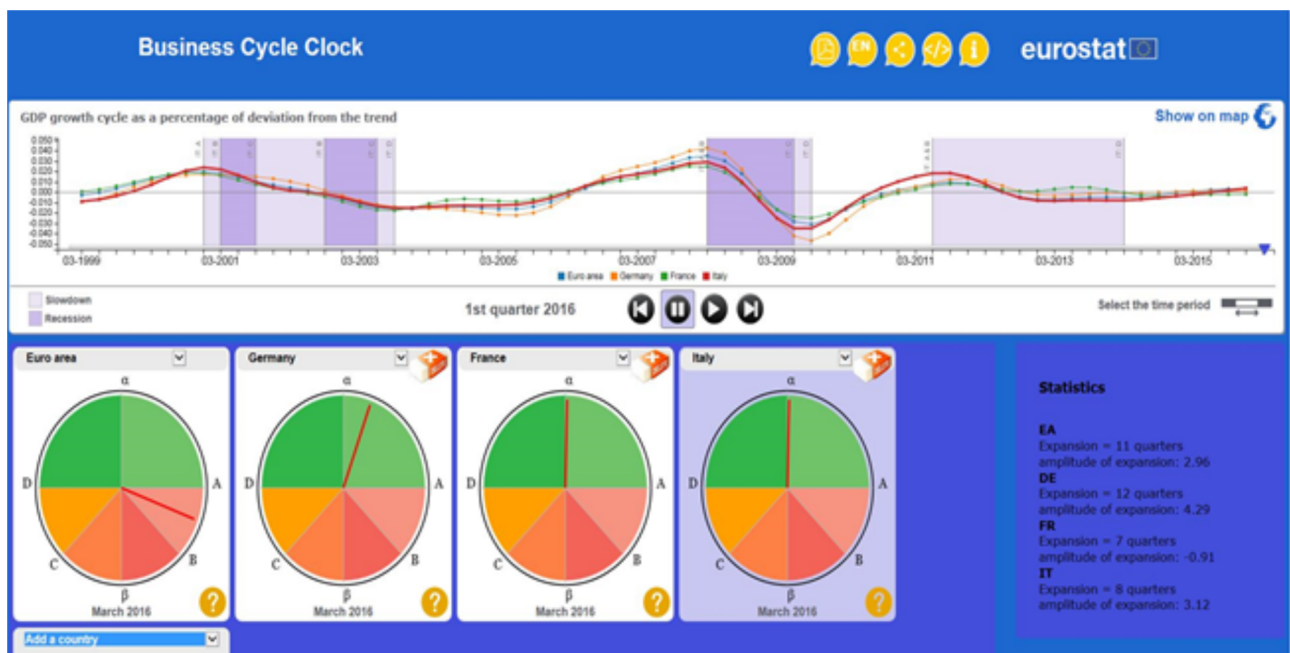 Business Cycle Clock
EN
</>
i
eurostat
GDP growth cycle as a percentage of deviation from the trend
Show on map
0.050
0.040
0.030
0.020
0.010
0.000
-0.010
-0.020
-0.030
-0.040
-0.050
03-1999 03-2001 03-2003 03-2005 03-2007 03-2009 03-2011 03-2013 03-2015
Euro area Germany France Italy
Slowdown
Recession
1st quarter 2016
Select the time period
Euro area
α
D A
C B
β
March 2016
?
Germany
α
D A
C B
β
March 2016
?
France
α
D A
C B
β
March 2016
?
Italy
α
D A
C B
β
March 2016
?
Add a country
Statistics
EA
Expansion = 11 quarters
amplitude of expansion: 2.96
DE
Expansion = 12 quarters
amplitude of expansion: 4.29
FR
Expansion = 7 quarters
amplitude of expansion: -0.91
IT
Expansion = 8 quarters
amplitude of expansion: 3.12